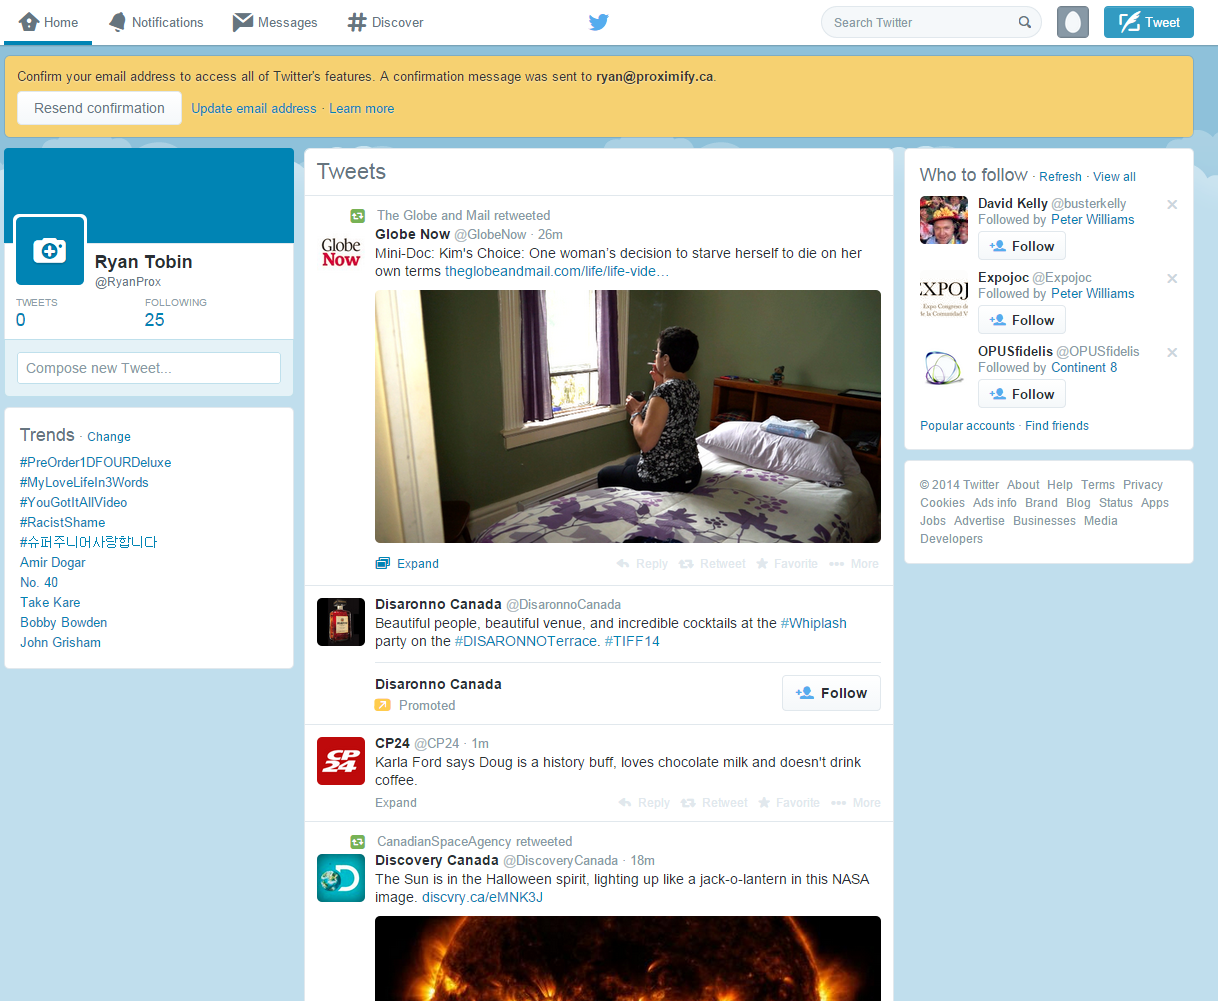 Home Notifications Messages Discover Search Twitter Tweet
Confirm your email address to access all of Twitter's features. A confirmation message was sent to ryan@proximify.ca.
Resend confirmation Update email address · Learn more
Ryan Tobin
@RyanProx
TWEETS FOLLOWING
0 25
Compose new Tweet...
Trends · Change
#PreOrder1DFOURDeluxe
#MyLoveLifeIn3Words
#YouGotItAllVideo
#RacistShame
#슈퍼주니어사랑합니다
Amir Dogar
No. 40
Take Kare
Bobby Bowden
John Grisham
Tweets
The Globe and Mail retweeted
Globe
Now
Globe Now @GlobeNow · 26m
Mini-Doc: Kim's Choice: One woman's decision to starve herself to die on her
own terms theglobeandmail.com/life/life-vide…
Expand Reply Retweet Favorite More
Disaronno Canada @DisaronnoCanada
Beautiful people, beautiful venue, and incredible cocktails at the #Whiplash
party on the #DISARONNOTerrace. #TIFF14
Disaronno Canada
Promoted
Follow
CP
24
CP24 @CP24 · 1m
Karla Ford says Doug is a history buff, loves chocolate milk and doesn't drink
coffee.
Expand Reply Retweet Favorite More
CanadianSpaceAgency retweeted
Discovery Canada @DiscoveryCanada · 18m
The Sun is in the Halloween spirit, lighting up like a jack-o-lantern in this NASA
image. discvry.ca/eMNK3J
Who to follow · Refresh · View all
David Kelly @busterkelly
Followed by Peter Williams
Follow
EXPOJ
Expo Congreso de
de la Comunidad V
Expojoc @Expojoc
Followed by Peter Williams
Follow
OPUSfidelis @OPUSfidelis
Followed by Continent 8
Follow
Popular accounts · Find friends
© 2014 Twitter About Help Terms Privacy
Cookies Ads info Brand Blog Status Apps
Jobs Advertise Businesses Media
Developers